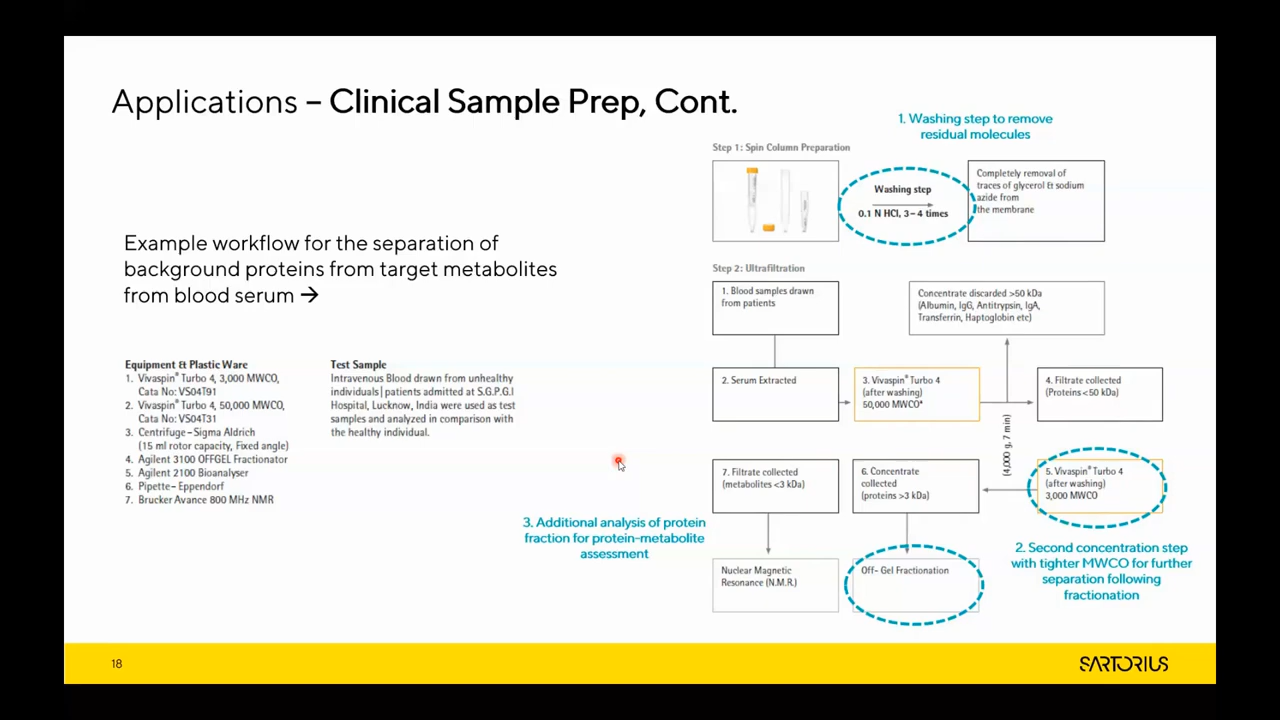 Applications – Clinical Sample Prep, Cont.
Example workflow for the separation of
background proteins from target metabolites
from blood serum →
Equipment & Plastic Ware
1. Vivaspin® Turbo 4, 3,000 MWCO,
Cata No: VS04T91
2. Vivaspin® Turbo 4, 50,000 MWCO,
Cata No: VS04T31
3. Centrifuge – Sigma Aldrich
(15 ml rotor capacity, Fixed angle)
4. Agilent 3100 OFFGEL Fractionator
5. Agilent 2100 Bioanalyser
6. Pipette – Eppendorf
7. Brucker Avance 800 MHz NMR
Test Sample
Intravenous Blood drawn from unhealthy
individuals| patients admitted at S.G.P.G.I
Hospital, Lucknow, India were used as test
samples and analyzed in comparison with
the healthy individual.
1. Washing step to remove
residual molecules
Step 1: Spin Column Preparation
Washing step
0.1 N HCl, 3–4 times
Completely removal of
traces of glycerol & sodium
azide from
the membrane
Step 2: Ultrafiltration
1. Blood samples drawn
from patients
Concentrate discarded >50 kDa
(Albumin, IgG, Antitrypsin, IgA,
Transferrin, Haptoglobin etc)
2. Serum Extracted
3. Vivaspin® Turbo 4
(after washing)
50,000 MWCO*
4. Filtrate collected
(Proteins <50 kDa)
(4,000 g, 7 min)
7. Filtrate collected
(metabolites <3 kDa)
6. Concentrate
collected
(proteins >3 kDa)
5. Vivaspin® Turbo 4
(after washing)
3,000 MWCO
3. Additional analysis of protein
fraction for protein-metabolite
assessment
2. Second concentration step
with tighter MWCO for further
separation following
fractionation
Nuclear Magnetic
Resonance (N.M.R.)
Off- Gel Fractionation
18
SARTORIUS